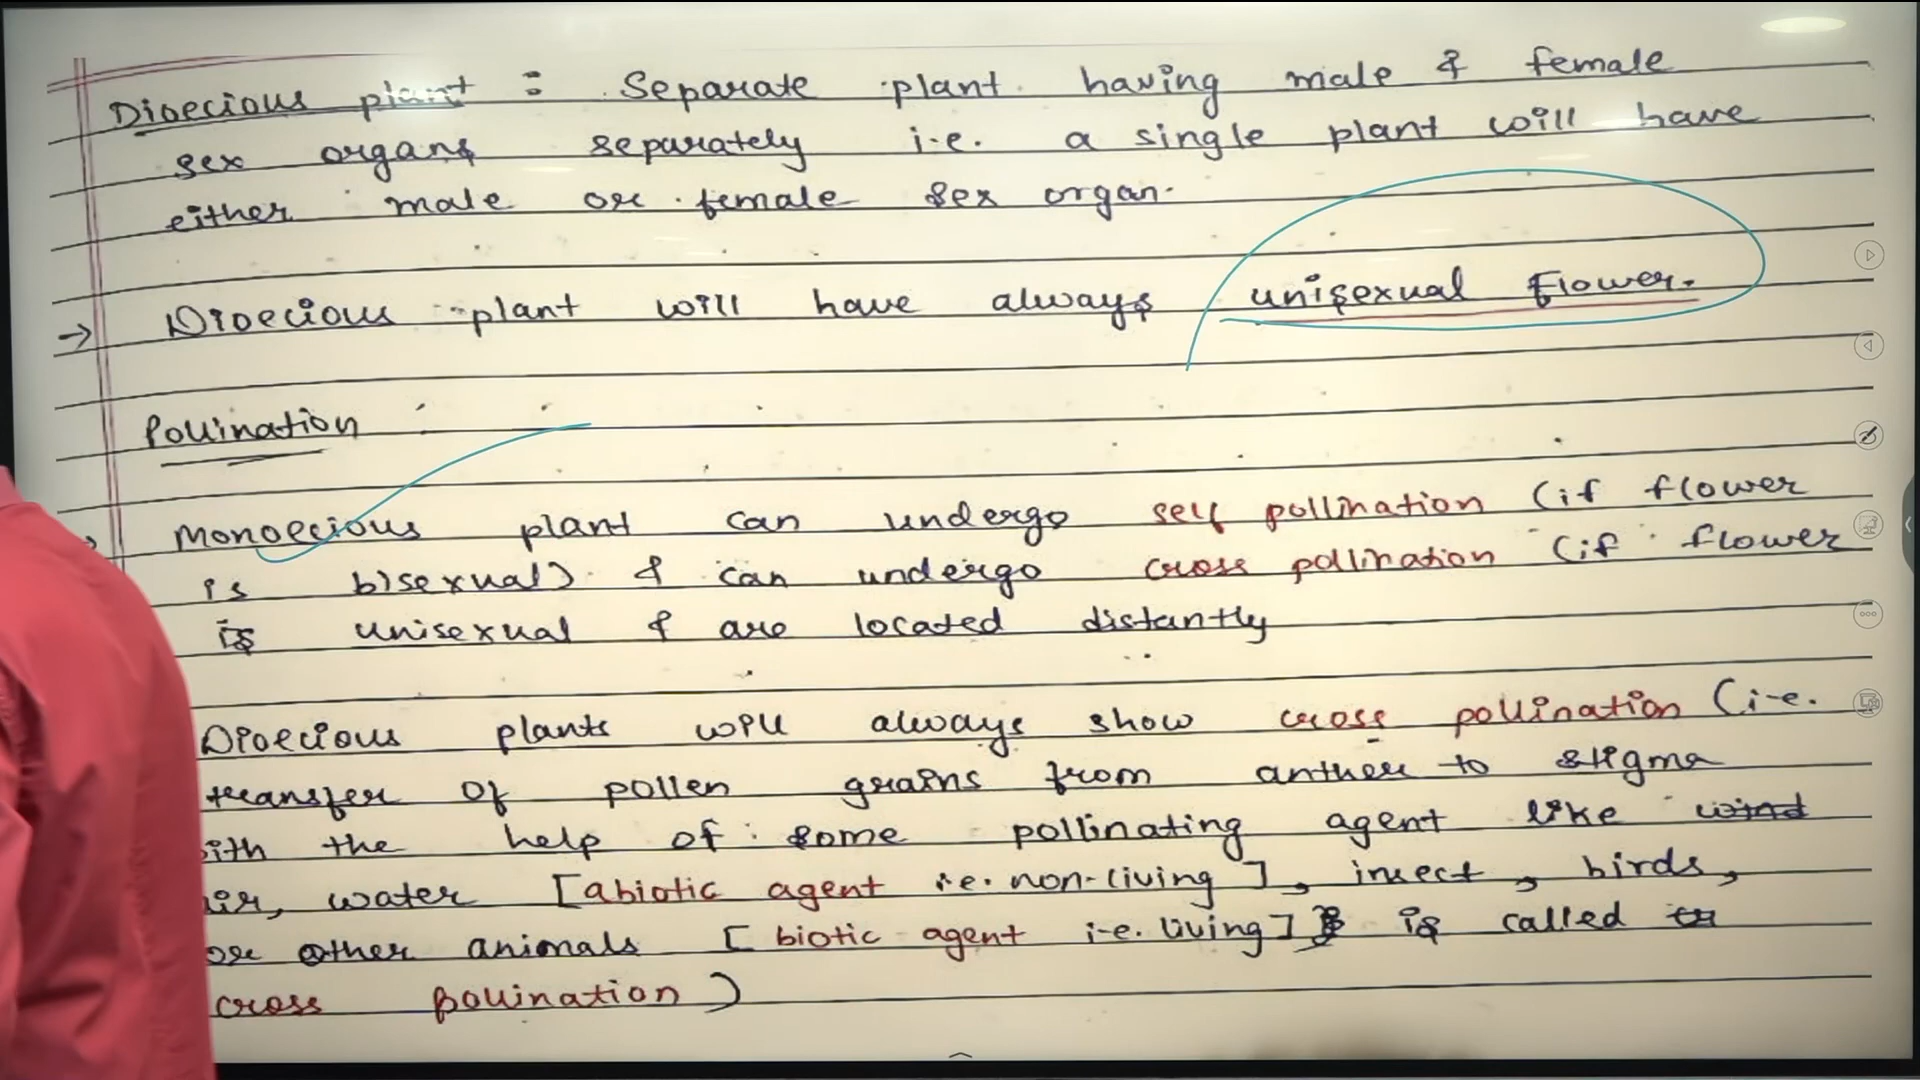 Dioecious plant : Separate plant having male & female
sex organs separately i.e. a single plant will have
either male or female sex organ.
→ Dioecious plant will have always unisexual flower.
Pollination :
Monoecious plant can undergo self pollination (if flower
is bisexual) & can undergo cross pollination (if flower
is unisexual & are located distantly
Dioecious plants will always show cross pollination (i.e.
transfer of pollen grains from anther to stigma
with the help of some pollinating agent like wind
air, water [abiotic agent i.e. non-living], insect, birds,
or other animals [biotic agent i.e. living] is called
cross pollination)